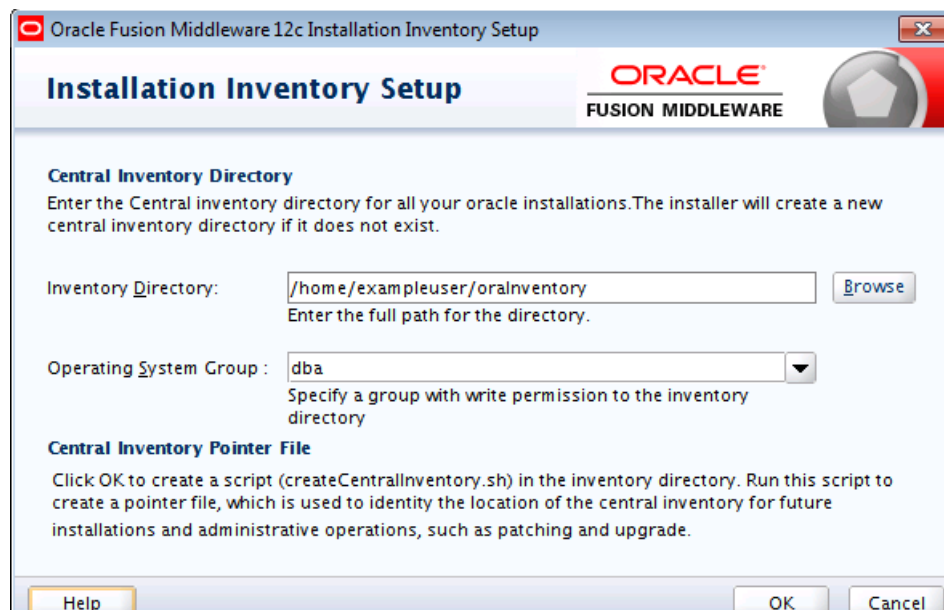 Oracle Fusion Middleware 12c Installation Inventory Setup
Installation Inventory Setup
ORACLE®
FUSION MIDDLEWARE
Central Inventory Directory
Enter the Central inventory directory for all your oracle installations.The installer will create a new
central inventory directory if it does not exist.
Inventory Directory:
/home/exampleuser/oraInventory
Browse
Enter the full path for the directory.
Operating System Group :
dba
Specify a group with write permission to the inventory
directory
Central Inventory Pointer File
Click OK to create a script (createCentralInventory.sh) in the inventory directory. Run this script to
create a pointer file, which is used to identity the location of the central inventory for future
installations and administrative operations, such as patching and upgrade.
Help
OK
Cancel